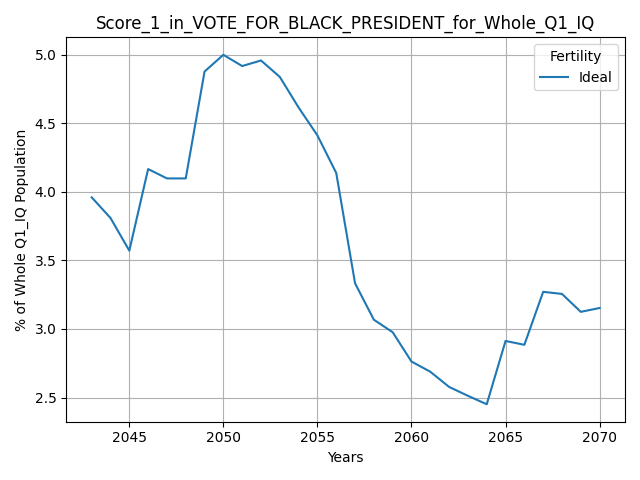 Score_1_in_VOTE_FOR_BLACK_PRESIDENT_for_Whole_Q1_IQ
Fertility
Ideal
% of Whole Q1_IQ Population
5.0
4.5
4.0
3.5
3.0
2.5
2045 2050 2055 2060 2065 2070
Years